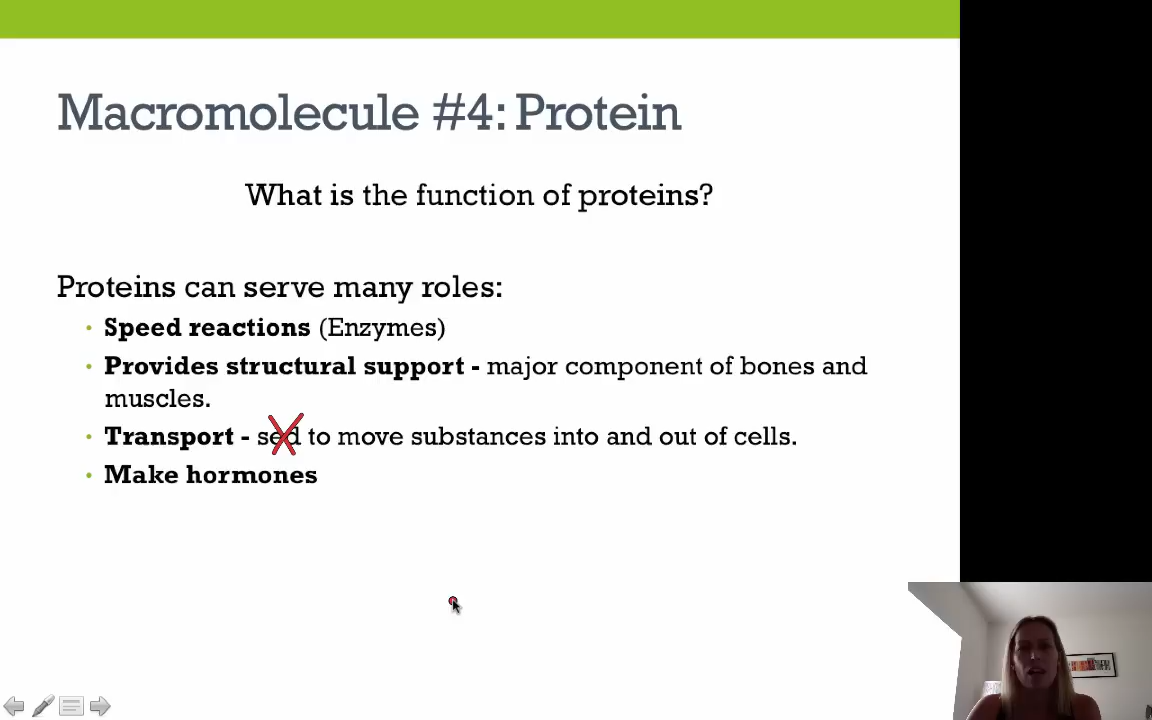 Macromolecule #4: Protein
What is the function of proteins?
Proteins can serve many roles:
• Speed reactions (Enzymes)
• Provides structural support - major component of bones and
muscles.
• Transport - sed to move substances into and out of cells.
• Make hormones